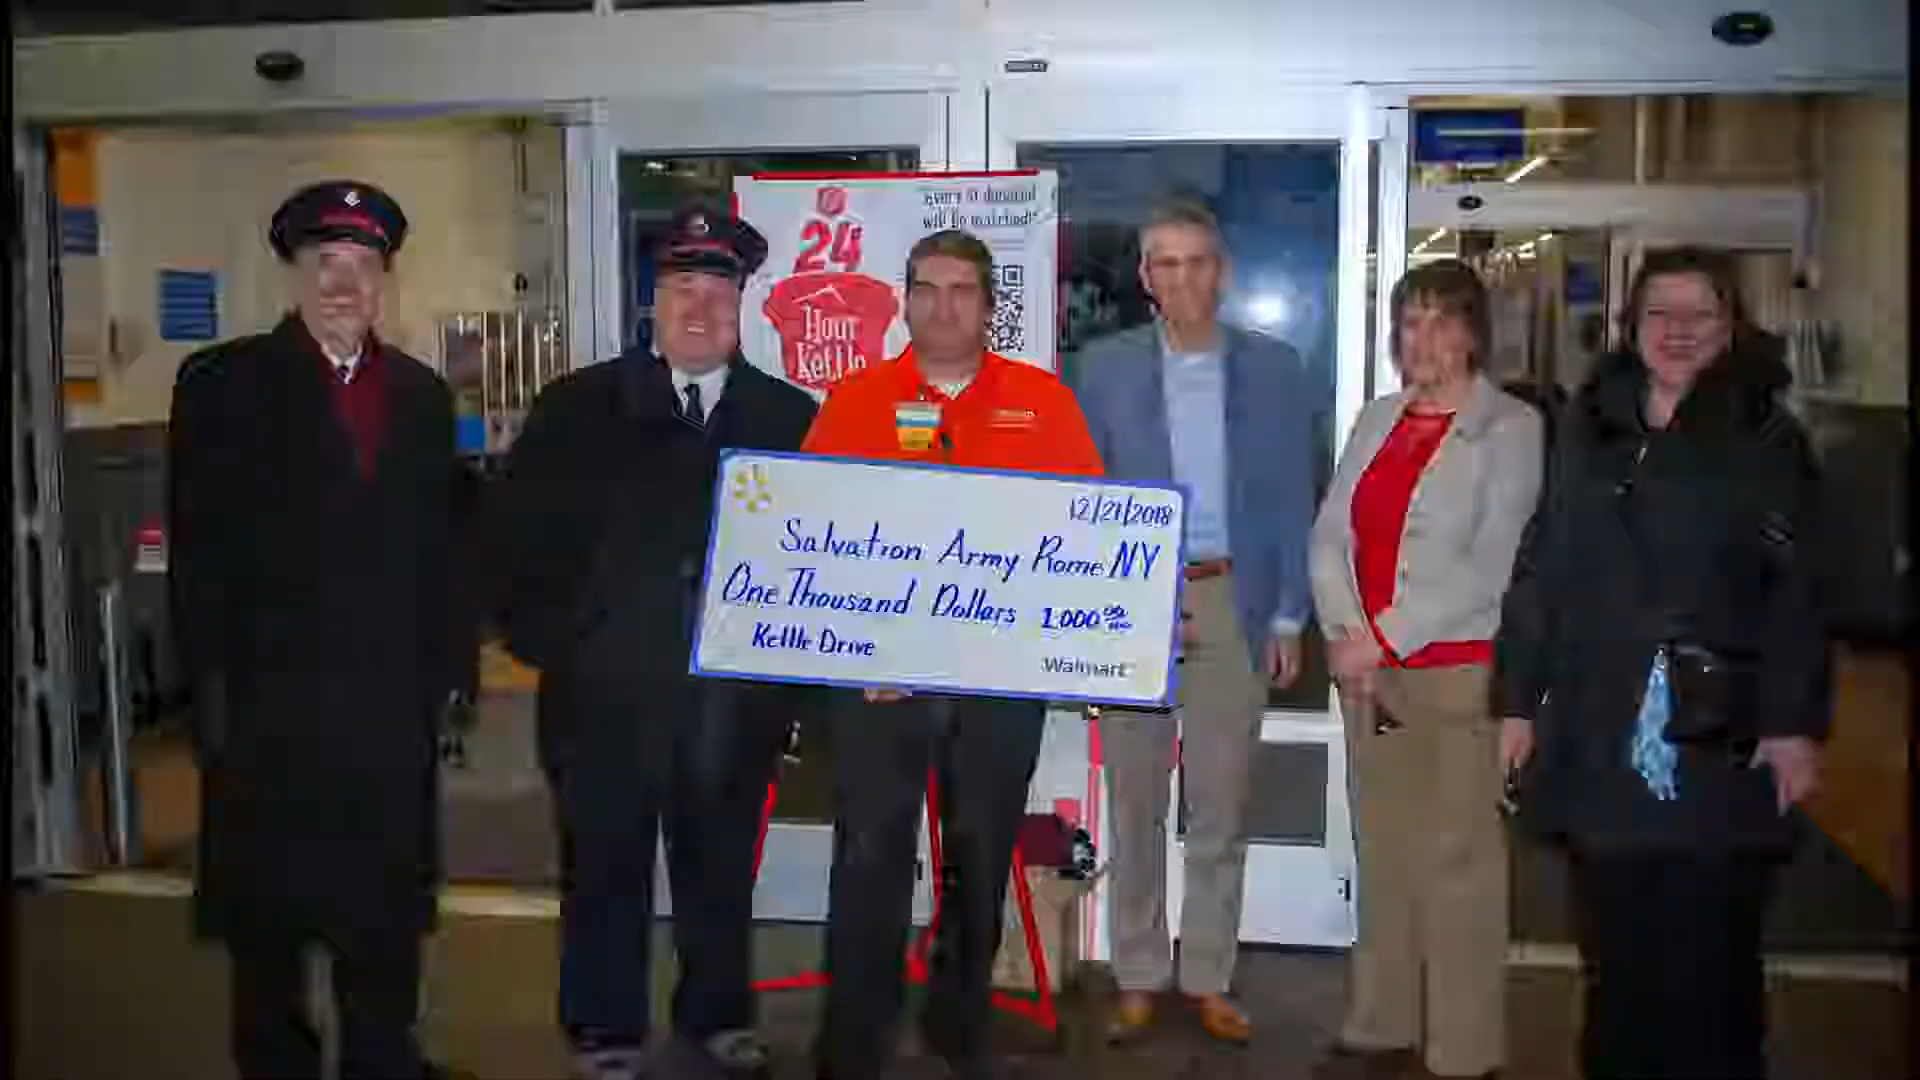 Every $1 donated
will be matched!*
24
Hour
Kettle
12/21/2018
Salvation Army Rome NY
One Thousand Dollars 1,000 00/100
Kettle Drive
Walmart